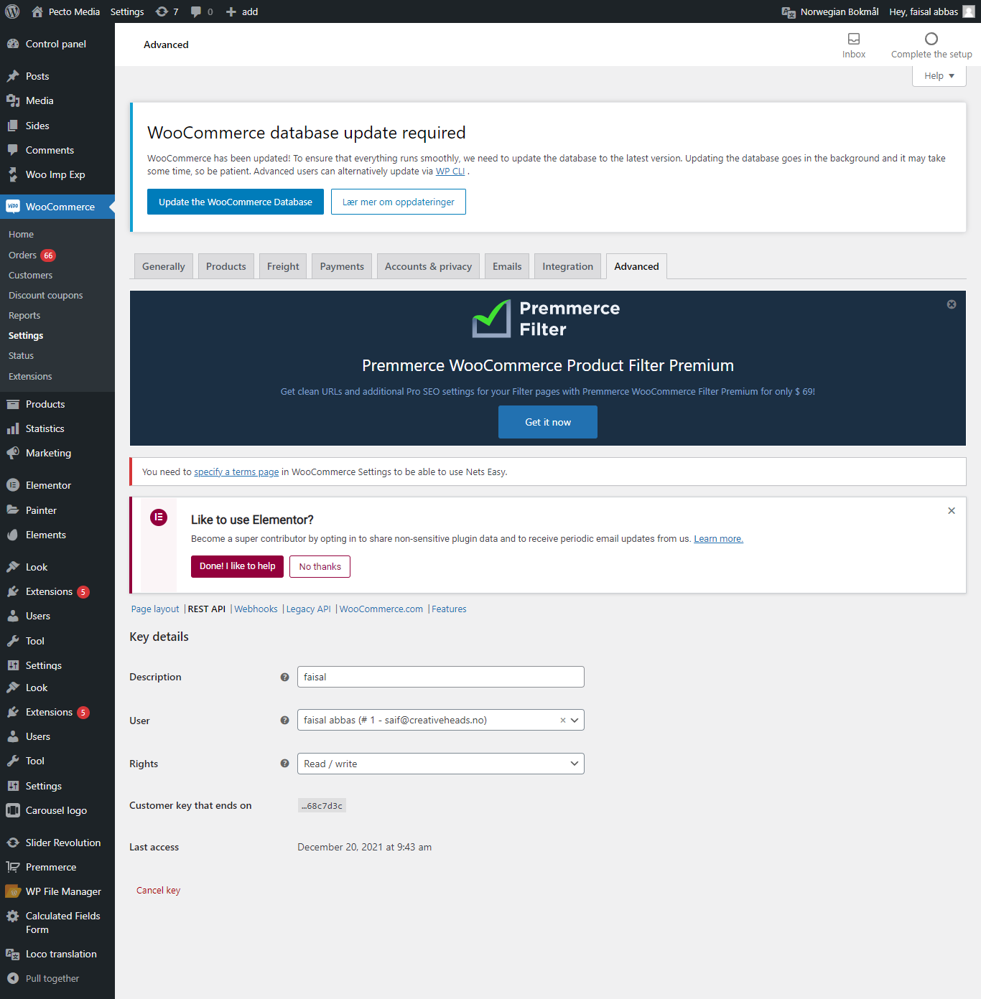 Pecto Media Settings 7 0 add Norwegian Bokmål Hey, faisal abbas
Control panel
Posts
Media
Sides
Comments
Woo Imp Exp
WooCommerce
Home
Orders 66
Customers
Discount coupons
Reports
Settings
Status
Extensions
Products
Statistics
Marketing
Elementor
Painter
Elements
Look
Extensions 5
Users
Tool
Settings
Look
Extensions 5
Users
Tool
Settings
Carousel logo
Slider Revolution
Premmerce
WP File Manager
Calculated Fields
Form
Loco translation
Pull together
Advanced
Inbox
Complete the setup
Help
WooCommerce database update required
WooCommerce has been updated! To ensure that everything runs smoothly, we need to update the database to the latest version. Updating the database goes in the background and it may take
some time, so be patient. Advanced users can alternatively update via WP CLI .
Update the WooCommerce Database Lær mer om oppdateringer
Generally Products Freight Payments Accounts & privacy Emails Integration Advanced
Premmerce
Filter
Premmerce WooCommerce Product Filter Premium
Get clean URLs and additional Pro SEO settings for your Filter pages with Premmerce WooCommerce Filter Premium for only $ 69!
Get it now
You need to specify a terms page in WooCommerce Settings to be able to use Nets Easy.
Like to use Elementor?
Become a super contributor by opting in to share non-sensitive plugin data and to receive periodic email updates from us. Learn more.
Done! I like to help No thanks
Page layout | REST API | Webhooks | Legacy API | WooCommerce.com | Features
Key details
Description faisal
User faisal abbas (# 1 - saif@creativeheads.no) ×
Rights Read / write
Customer key that ends on …68c7d3c
Last access December 20, 2021 at 9:43 am
Cancel key